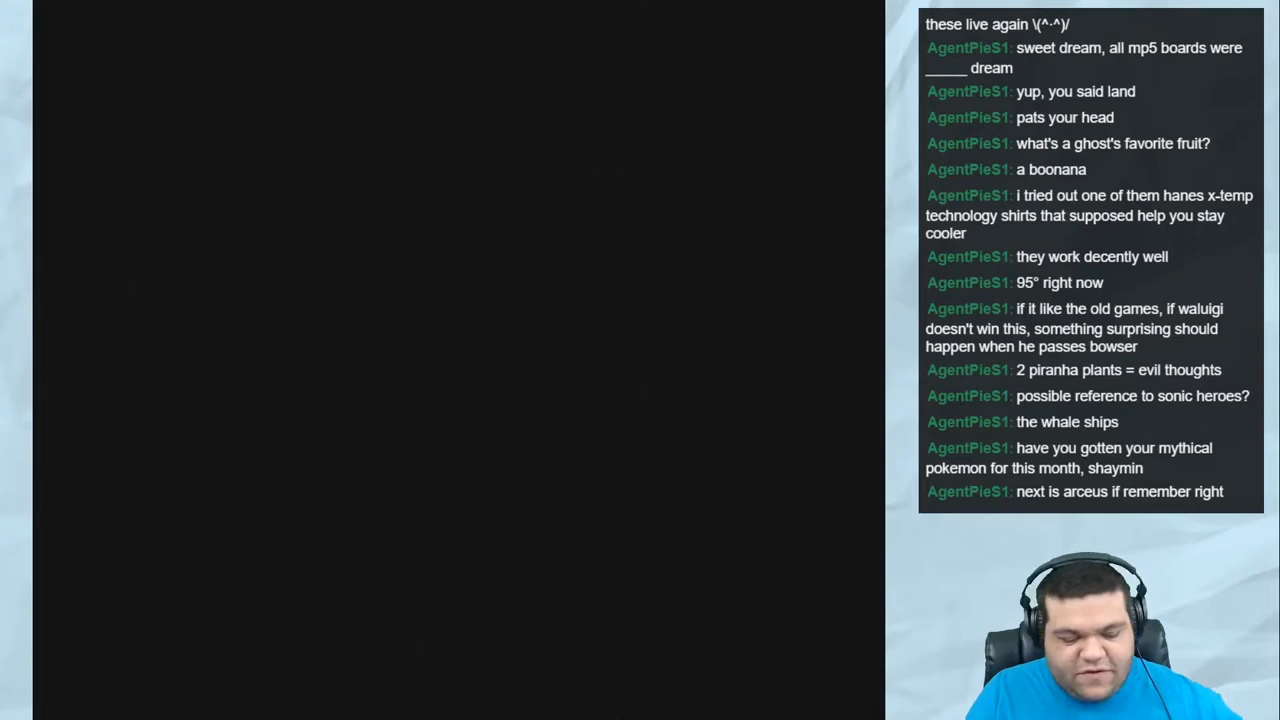 these live again \(^·^)/
AgentPieS1: sweet dream, all mp5 boards were
_____ dream
AgentPieS1: yup, you said land
AgentPieS1: pats your head
AgentPieS1: what's a ghost's favorite fruit?
AgentPieS1: a boonana
AgentPieS1: i tried out one of them hanes x-temp
technology shirts that supposed help you stay
cooler
AgentPieS1: they work decently well
AgentPieS1: 95° right now
AgentPieS1: if it like the old games, if waluigi
doesn't win this, something surprising should
happen when he passes bowser
AgentPieS1: 2 piranha plants = evil thoughts
AgentPieS1: possible reference to sonic heroes?
AgentPieS1: the whale ships
AgentPieS1: have you gotten your mythical
pokemon for this month, shaymin
AgentPieS1: next is arceus if remember right